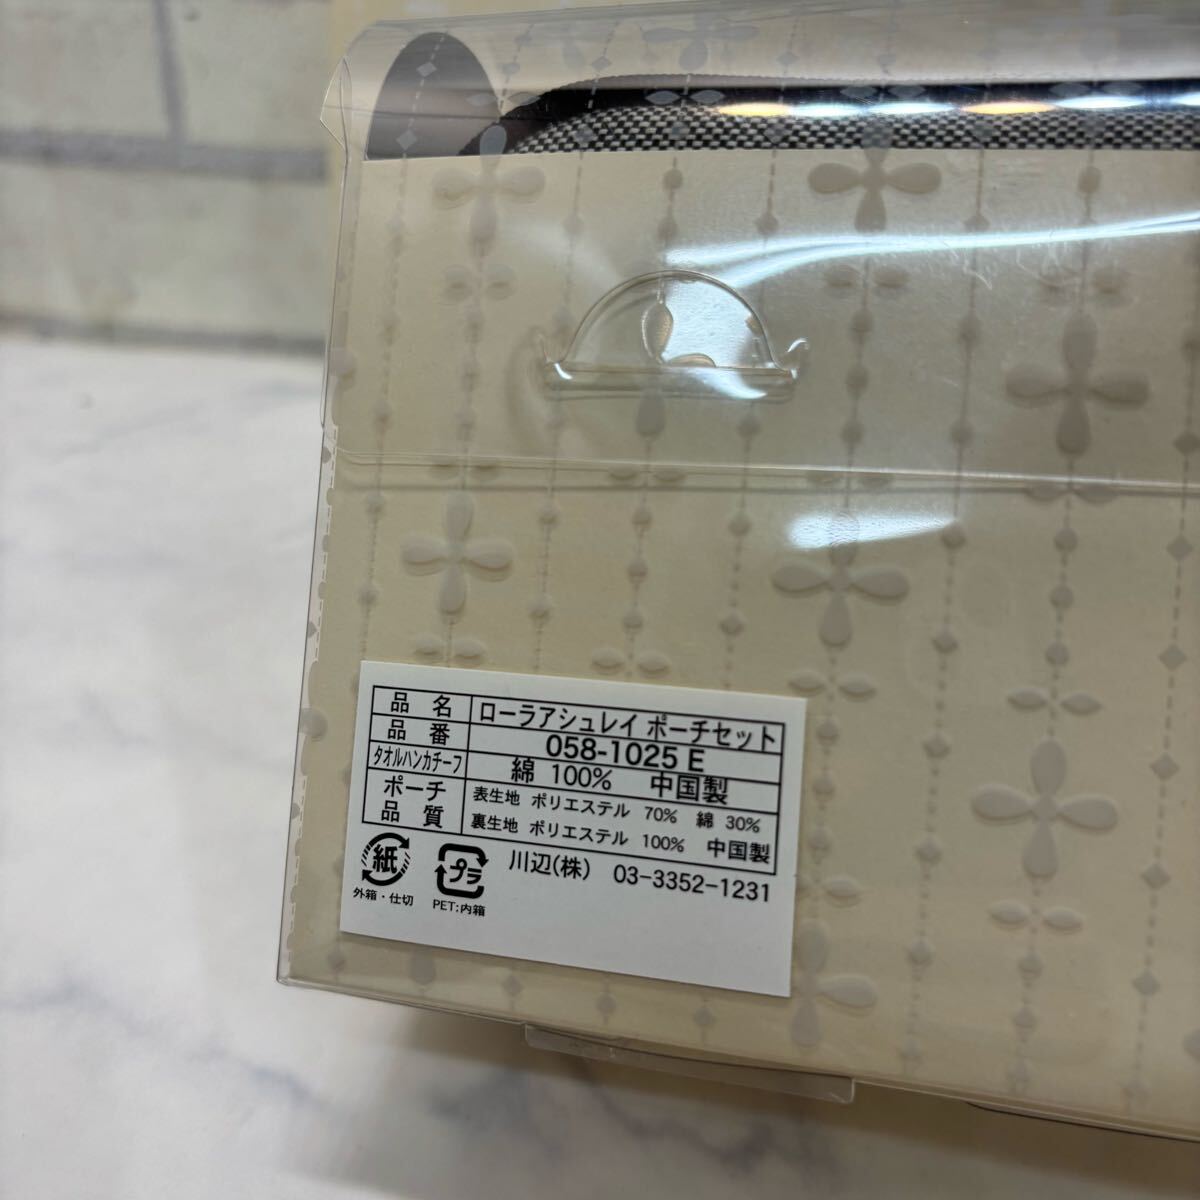 品 名 ローラアシュレイ ポーチセット
品 番 058-1025 E
タオルハンカチーフ 綿 100% 中国製
ポーチ 表生地 ポリエステル 70% 綿 30%
品 質 裏生地 ポリエステル 100% 中国製
紙 プラ 川辺(株) 03-3352-1231
外箱・仕切 PET:内箱